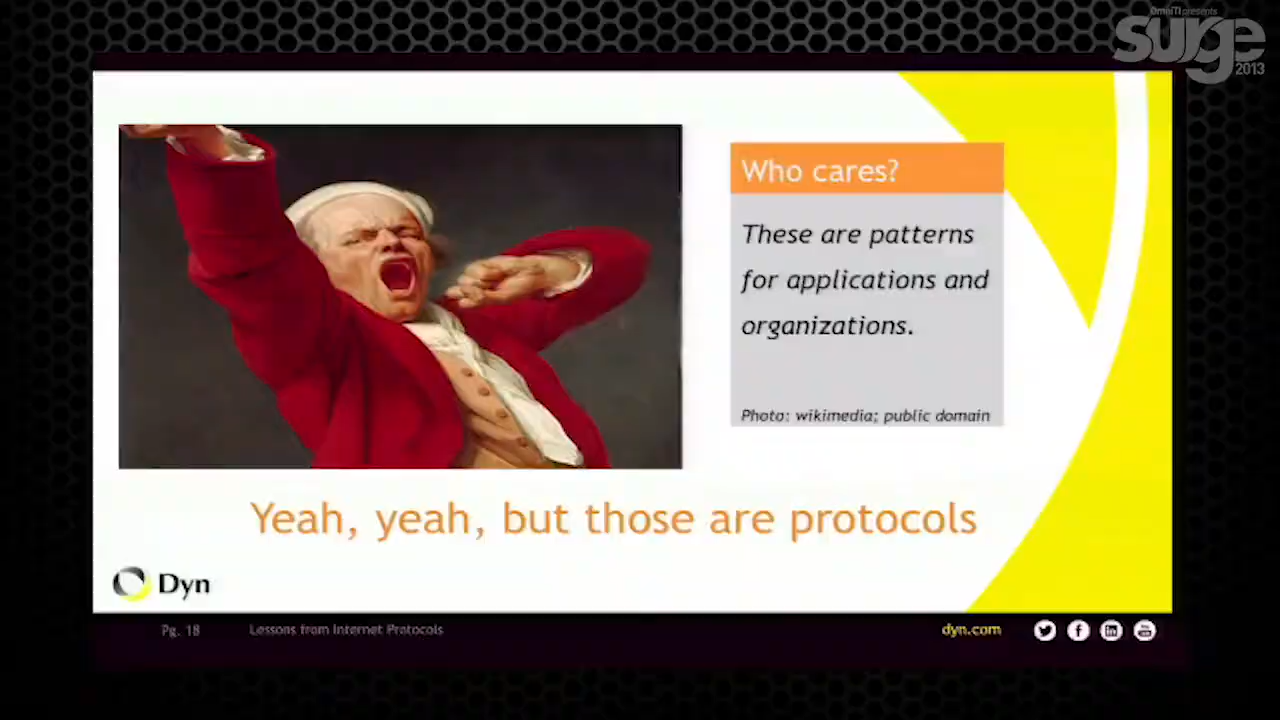 OmniTI presents
surge
2013
Who cares?
These are patterns
for applications and
organizations.
Photo: wikimedia; public domain
Yeah, yeah, but those are protocols
Dyn
Pg. 18
Lessons from Internet Protocols
dyn.com